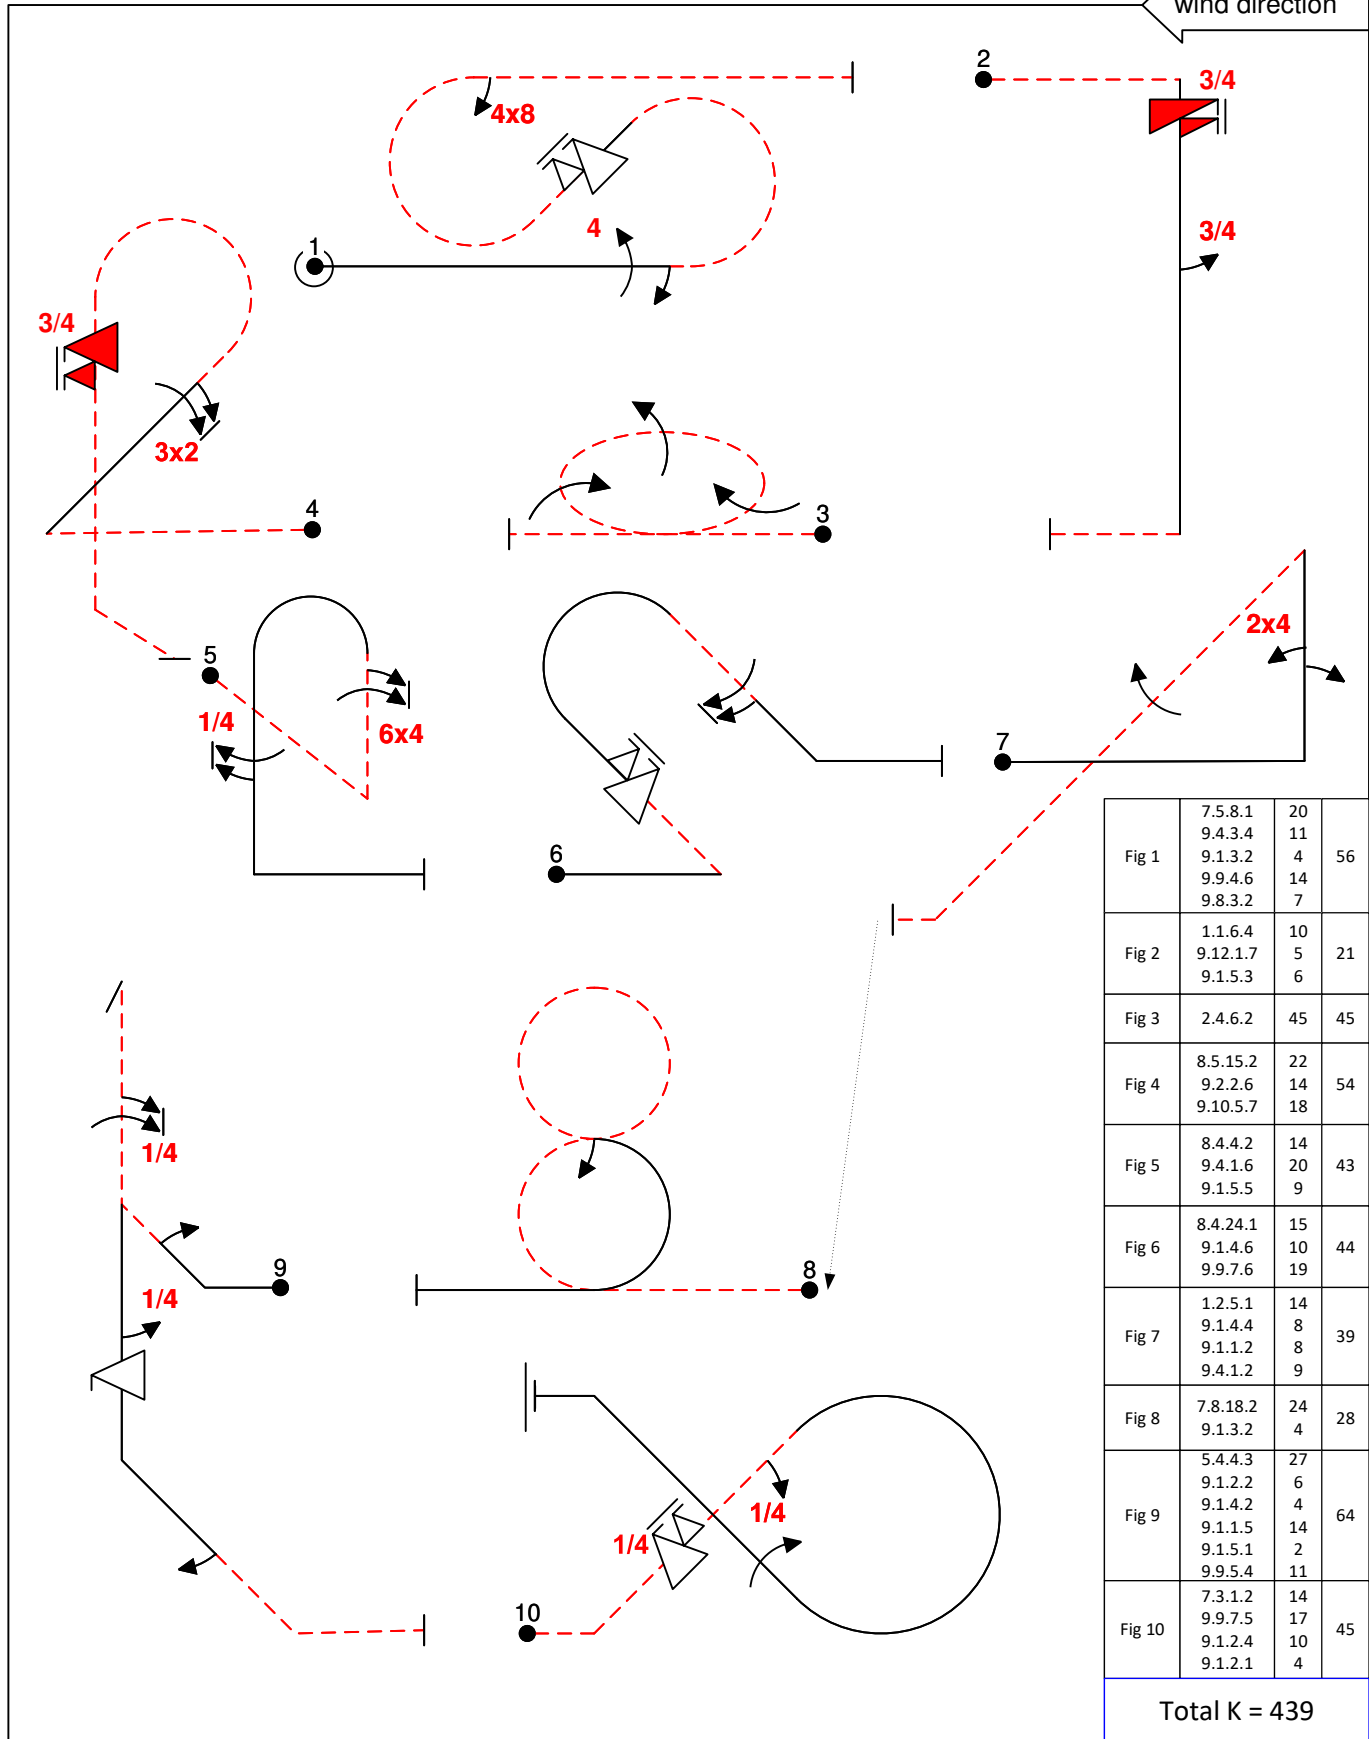 wind direction
2
3/4
4x8
1
4
3/4
3/4
3x2
4
3
5
1/4
6x4
2x4
7
6
Fig 1 7.5.8.1 20 56
9.4.3.4 11
9.1.3.2 4
9.9.4.6 14
9.8.3.2 7
Fig 2 1.1.6.4 10 21
9.12.1.7 5
9.1.5.3 6
Fig 3 2.4.6.2 45 45
Fig 4 8.5.15.2 22 54
9.2.2.6 14
9.10.5.7 18
Fig 5 8.4.4.2 14 43
9.4.1.6 20
9.1.5.5 9
Fig 6 8.4.24.1 15 44
9.1.4.6 10
9.9.7.6 19
Fig 7 1.2.5.1 14 39
9.1.4.4 8
9.1.1.2 8
9.4.1.2 9
Fig 8 7.8.18.2 24 28
9.1.3.2 4
Fig 9 5.4.4.3 27 64
9.1.2.2 6
9.1.4.2 4
9.1.1.5 14
9.1.5.1 2
9.9.5.4 11
Fig 10 7.3.1.2 14 45
9.9.7.5 17
9.1.2.4 10
9.1.2.1 4
Total K = 439
1/4
9
8
1/4
1/4
1/4
10